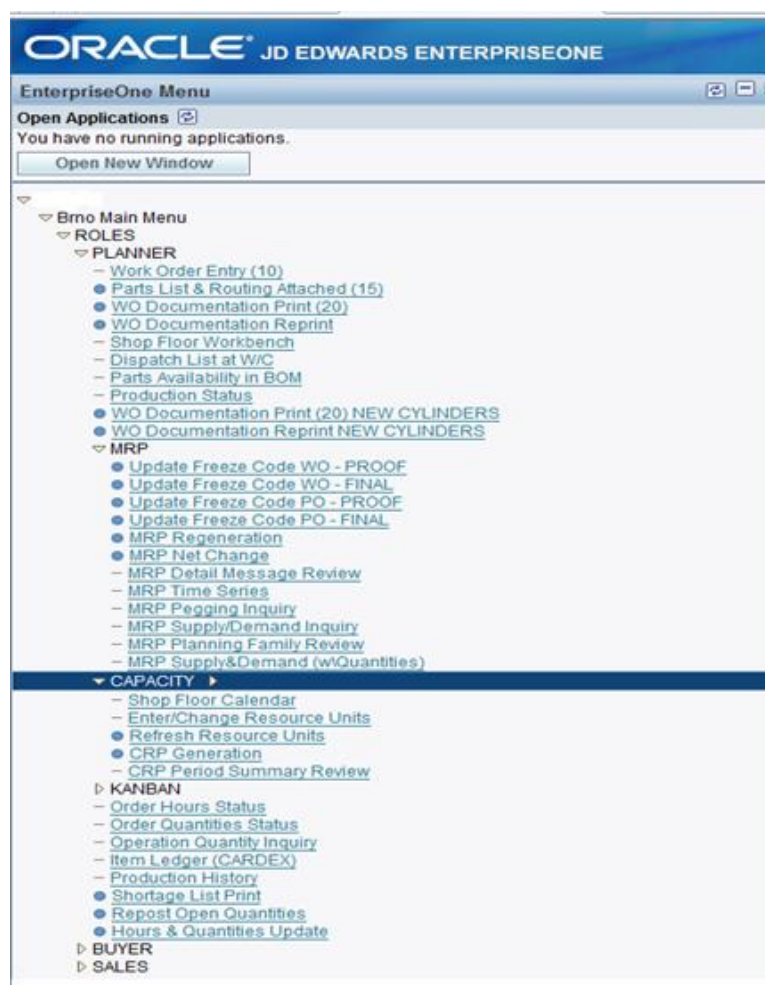 ORACLE® JD EDWARDS ENTERPRISEONE
EnterpriseOne Menu
Open Applications
You have no running applications.
Open New Window
Brno Main Menu
ROLES
PLANNER
Work Order Entry (10)
Parts List & Routing Attached (15)
WO Documentation Print (20)
WO Documentation Reprint
Shop Floor Workbench
Dispatch List at W/C
Parts Availability in BOM
Production Status
WO Documentation Print (20) NEW CYLINDERS
WO Documentation Reprint NEW CYLINDERS
MRP
Update Freeze Code WO - PROOF
Update Freeze Code WO - FINAL
Update Freeze Code PO - PROOF
Update Freeze Code PO - FINAL
MRP Regeneration
MRP Net Change
MRP Detail Message Review
MRP Time Series
MRP Pegging Inquiry
MRP Supply/Demand Inquiry
MRP Planning Family Review
MRP Supply&Demand (w\Quantities)
CAPACITY
Shop Floor Calendar
Enter/Change Resource Units
Refresh Resource Units
CRP Generation
CRP Period Summary Review
KANBAN
Order Hours Status
Order Quantities Status
Operation Quantity Inquiry
Item Ledger (CARDEX)
Production History
Shortage List Print
Repost Open Quantities
Hours & Quantities Update
BUYER
SALES